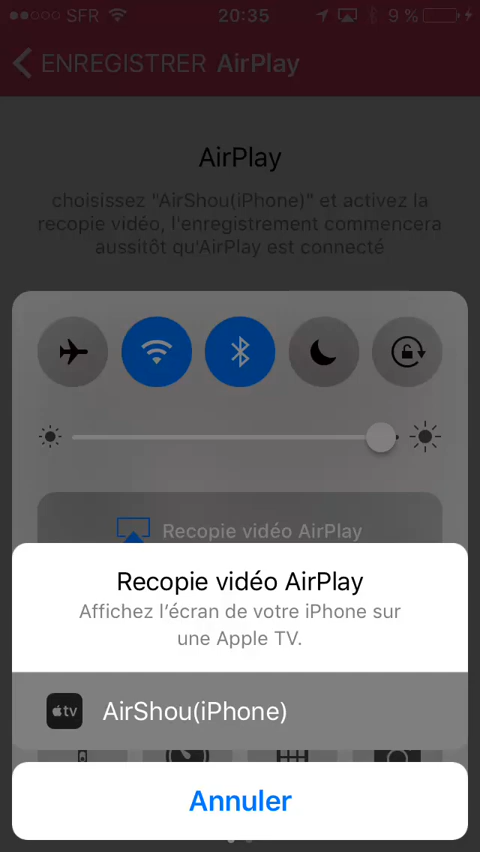 SFR 20:35 9 %
ENREGISTRER AirPlay
AirPlay
choisissez "AirShou(iPhone)" et activez la
recopie vidéo, l'enregistrement commencera
aussitôt qu'AirPlay est connecté
Recopie vidéo AirPlay
Recopie vidéo AirPlay
Affichez l’écran de votre iPhone sur
une Apple TV.
tv AirShou(iPhone)
Annuler